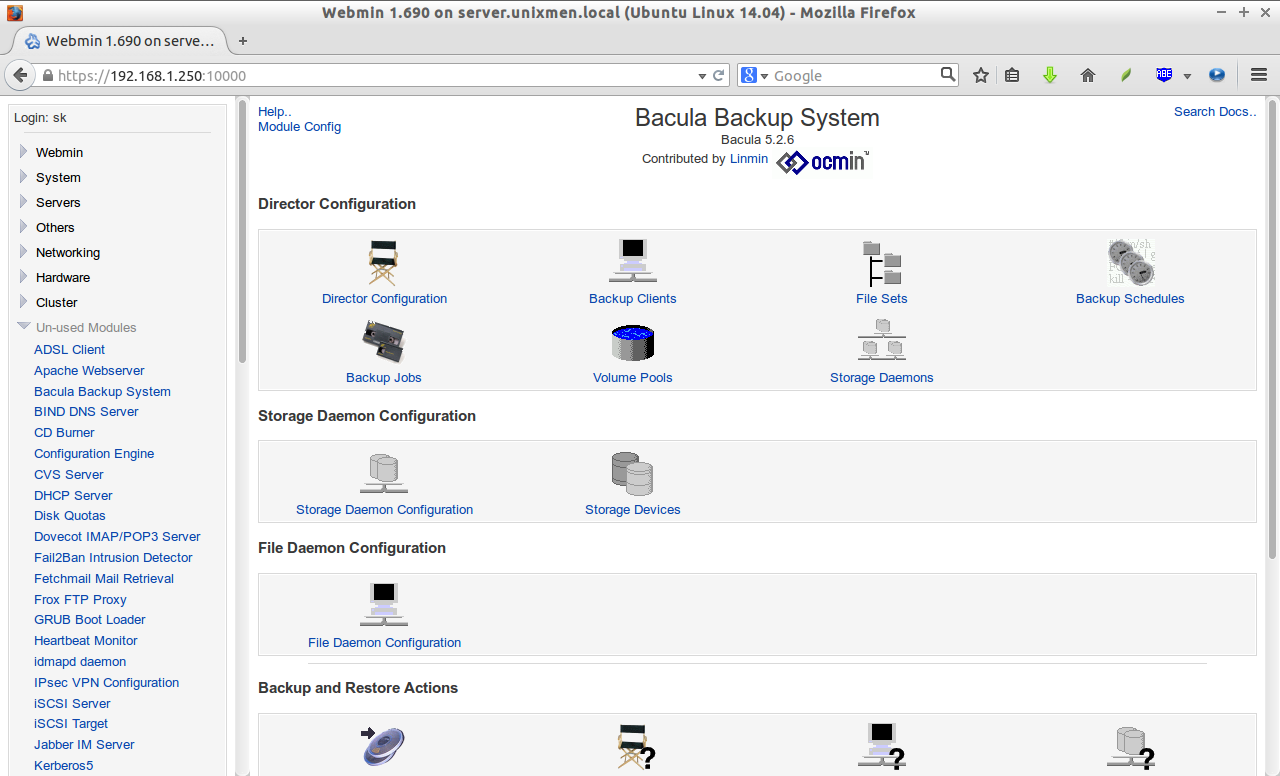 Webmin 1.690 on server.unixmen.local (Ubuntu Linux 14.04) - Mozilla Firefox
Webmin 1.690 on serve...
https://192.168.1.250:10000
Google
ABE
Login: sk
Webmin
System
Servers
Others
Networking
Hardware
Cluster
Un-used Modules
ADSL Client
Apache Webserver
Bacula Backup System
BIND DNS Server
CD Burner
Configuration Engine
CVS Server
DHCP Server
Disk Quotas
Dovecot IMAP/POP3 Server
Fail2Ban Intrusion Detector
Fetchmail Mail Retrieval
Frox FTP Proxy
GRUB Boot Loader
Heartbeat Monitor
idmapd daemon
IPsec VPN Configuration
iSCSI Server
iSCSI Target
Jabber IM Server
Kerberos5
Help..
Module Config
Bacula Backup System
Bacula 5.2.6
Contributed by Linmin ocmin
Search Docs..
Director Configuration
Director Configuration
Backup Clients
File Sets
Backup Schedules
Backup Jobs
Volume Pools
Storage Daemons
Storage Daemon Configuration
Storage Daemon Configuration
Storage Devices
File Daemon Configuration
File Daemon Configuration
Backup and Restore Actions